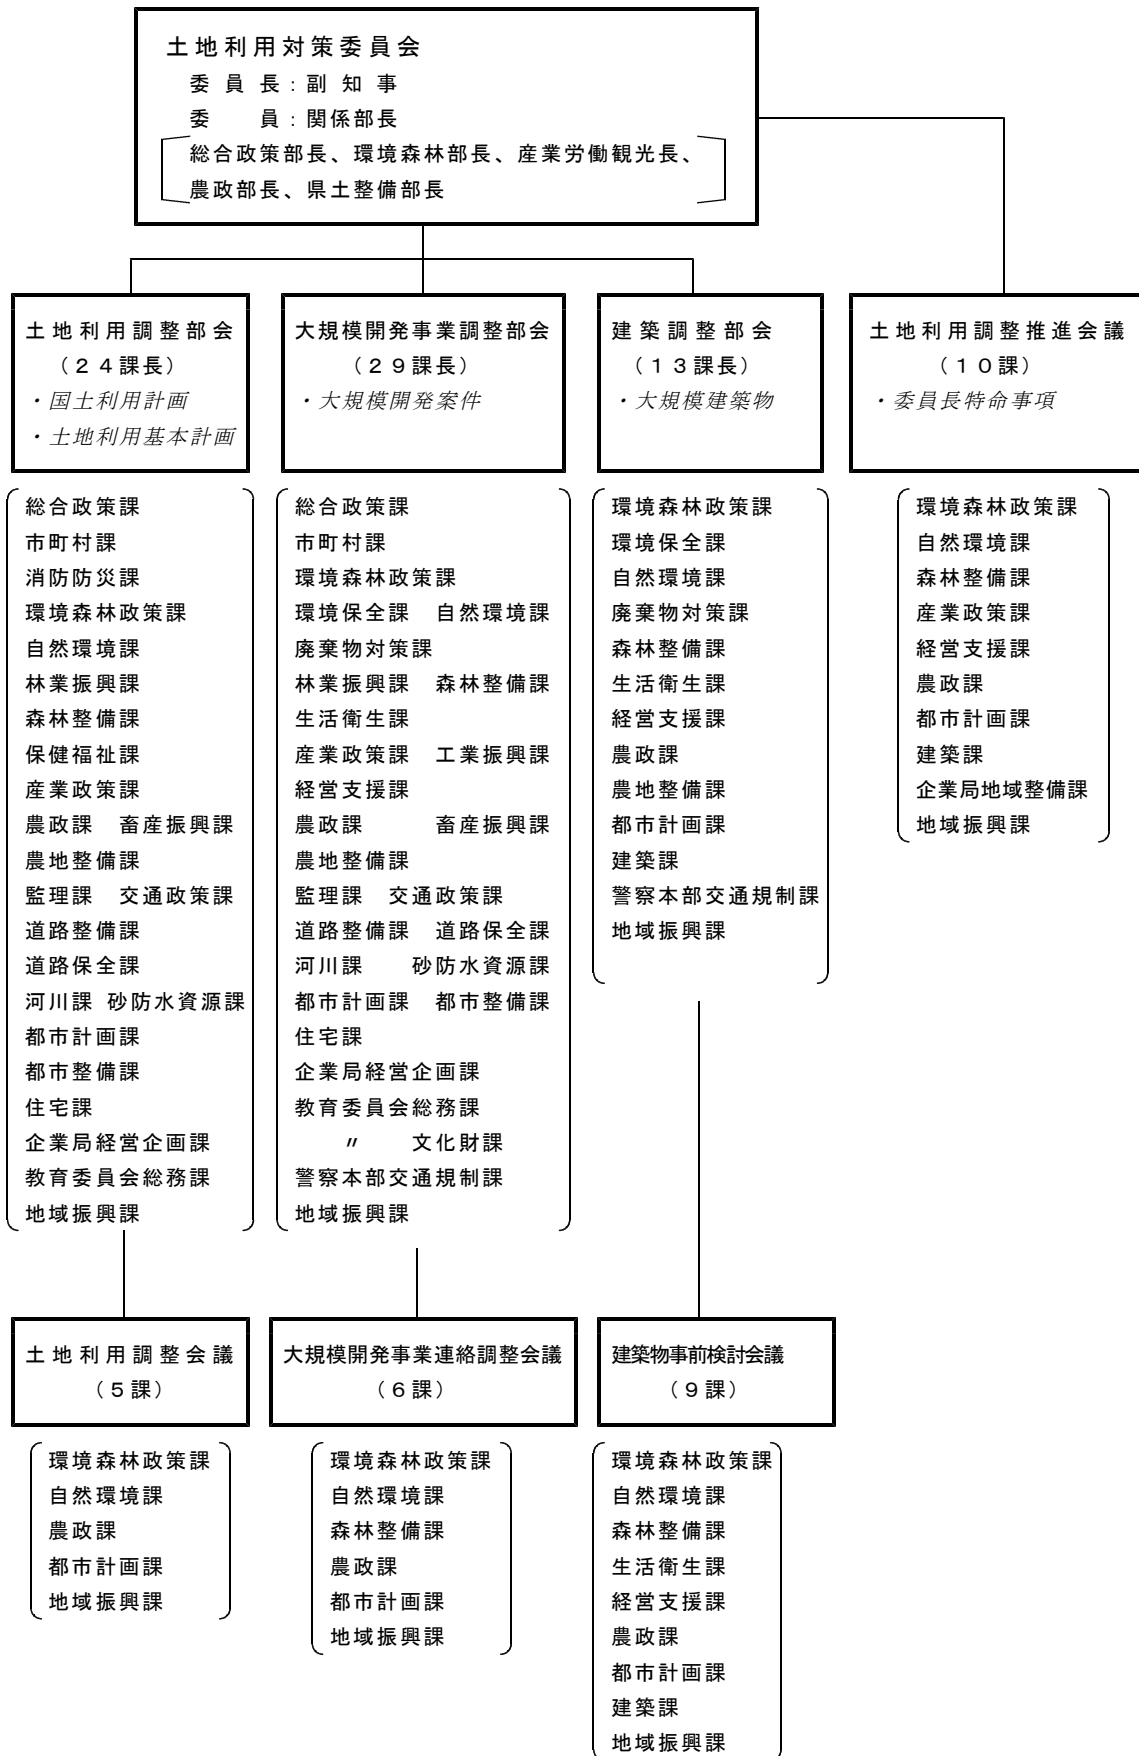 土地利用対策委員会
委員長：副知事
委　　員：関係部長
総合政策部長、環境森林部長、産業労働観光長、
農政部長、県土整備部長
土地利用調整部会
（２４課長）
・国土利用計画
・土地利用基本計画
総合政策課
市町村課
消防防災課
環境森林政策課
自然環境課
林業振興課
森林整備課
保健福祉課
産業政策課
農政課　畜産振興課
農地整備課
監理課　交通政策課
道路整備課
道路保全課
河川課 砂防水資源課
都市計画課
都市整備課
住宅課
企業局経営企画課
教育委員会総務課
地域振興課
大規模開発事業調整部会
（２９課長）
・大規模開発案件
総合政策課
市町村課
環境森林政策課
環境保全課　自然環境課
廃棄物対策課
林業振興課　森林整備課
生活衛生課
産業政策課　工業振興課
経営支援課
農政課　　　畜産振興課
農地整備課
監理課　交通政策課
道路整備課　道路保全課
河川課　　砂防水資源課
都市計画課　都市整備課
住宅課
企業局経営企画課
教育委員会総務課
〃　　文化財課
警察本部交通規制課
地域振興課
建築調整部会
（１３課長）
・大規模建築物
環境森林政策課
環境保全課
自然環境課
廃棄物対策課
森林整備課
生活衛生課
経営支援課
農政課
農地整備課
都市計画課
建築課
警察本部交通規制課
地域振興課
土地利用調整推進会議
（１０課）
・委員長特命事項
環境森林政策課
自然環境課
森林整備課
産業政策課
経営支援課
農政課
都市計画課
建築課
企業局地域整備課
地域振興課
土地利用調整会議
（５課）
環境森林政策課
自然環境課
農政課
都市計画課
地域振興課
大規模開発事業連絡調整会議
（６課）
環境森林政策課
自然環境課
森林整備課
農政課
都市計画課
地域振興課
建築物事前検討会議
（９課）
環境森林政策課
自然環境課
森林整備課
生活衛生課
経営支援課
農政課
都市計画課
建築課
地域振興課